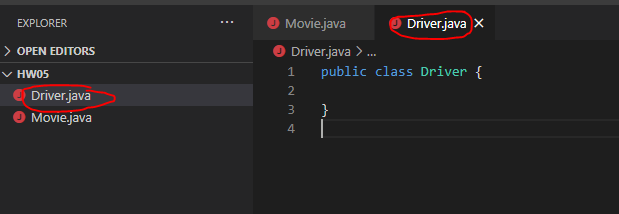 EXPLORER
···
OPEN EDITORS
HW05
Driver.java
Movie.java
Movie.java
Driver.java
Driver.java > ...
1 public class Driver {
2
3 }
4